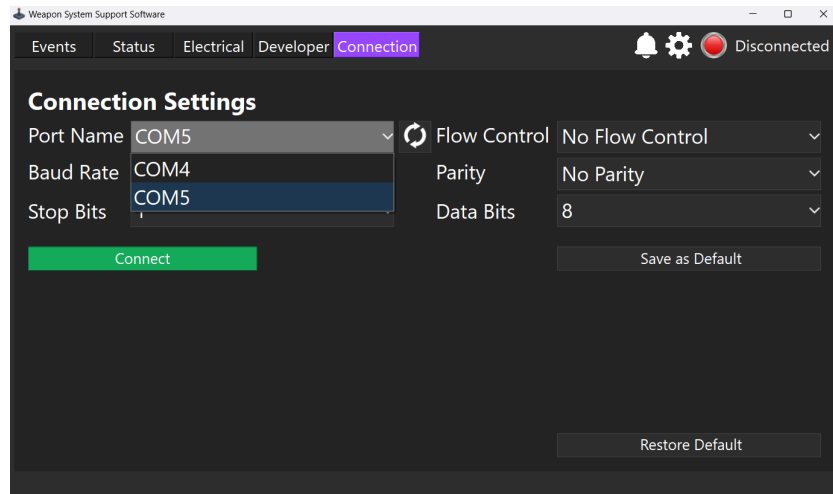 Weapon System Support Software
Events Status Electrical Developer Connection Disconnected
Connection Settings
Port Name COM5 Flow Control No Flow Control
COM4
Baud Rate Parity No Parity
COM5
Stop Bits Data Bits 8
Connect Save as Default
Restore Default